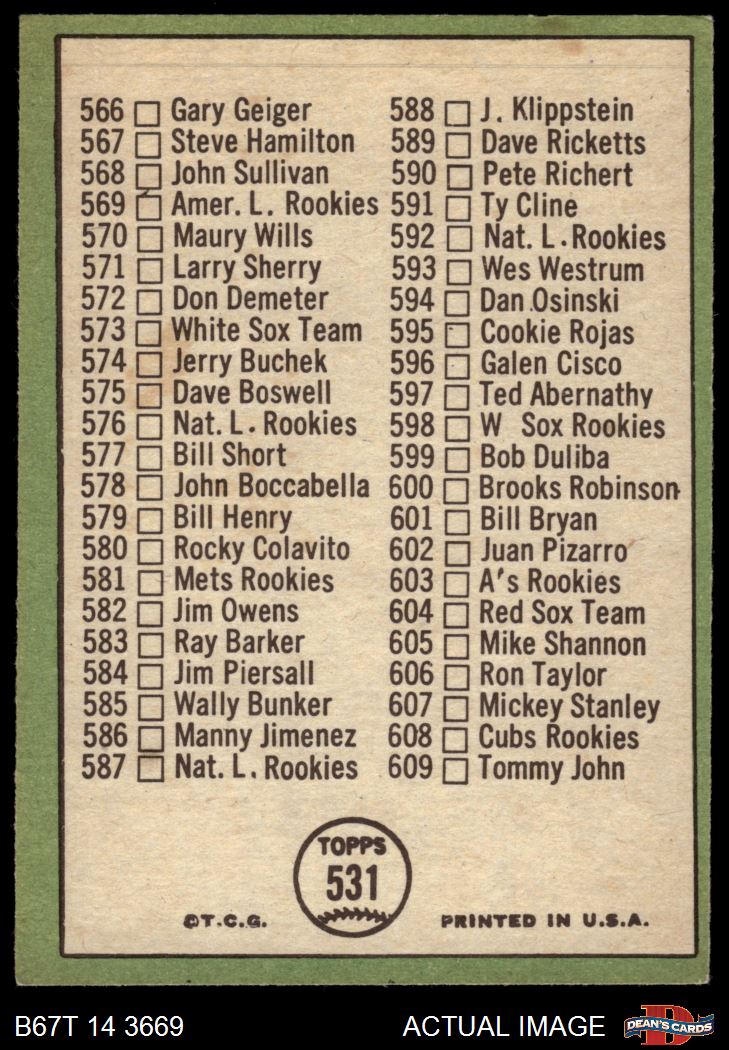 566 Gary Geiger
567 Steve Hamilton
568 John Sullivan
569 Amer. L. Rookies
570 Maury Wills
571 Larry Sherry
572 Don Demeter
573 White Sox Team
574 Jerry Buchek
575 Dave Boswell
576 Nat. L. Rookies
577 Bill Short
578 John Boccabella
579 Bill Henry
580 Rocky Colavito
581 Mets Rookies
582 Jim Owens
583 Ray Barker
584 Jim Piersall
585 Wally Bunker
586 Manny Jimenez
587 Nat. L. Rookies
588 J. Klippstein
589 Dave Ricketts
590 Pete Richert
591 Ty Cline
592 Nat. L. Rookies
593 Wes Westrum
594 Dan Osinski
595 Cookie Rojas
596 Galen Cisco
597 Ted Abernathy
598 W Sox Rookies
599 Bob Duliba
600 Brooks Robinson
601 Bill Bryan
602 Juan Pizarro
603 A's Rookies
604 Red Sox Team
605 Mike Shannon
606 Ron Taylor
607 Mickey Stanley
608 Cubs Rookies
609 Tommy John
TOPPS
531
©T.C.G.
PRINTED IN U.S.A.
B67T 14 3669
ACTUAL IMAGE
D
DEAN'S CARDS